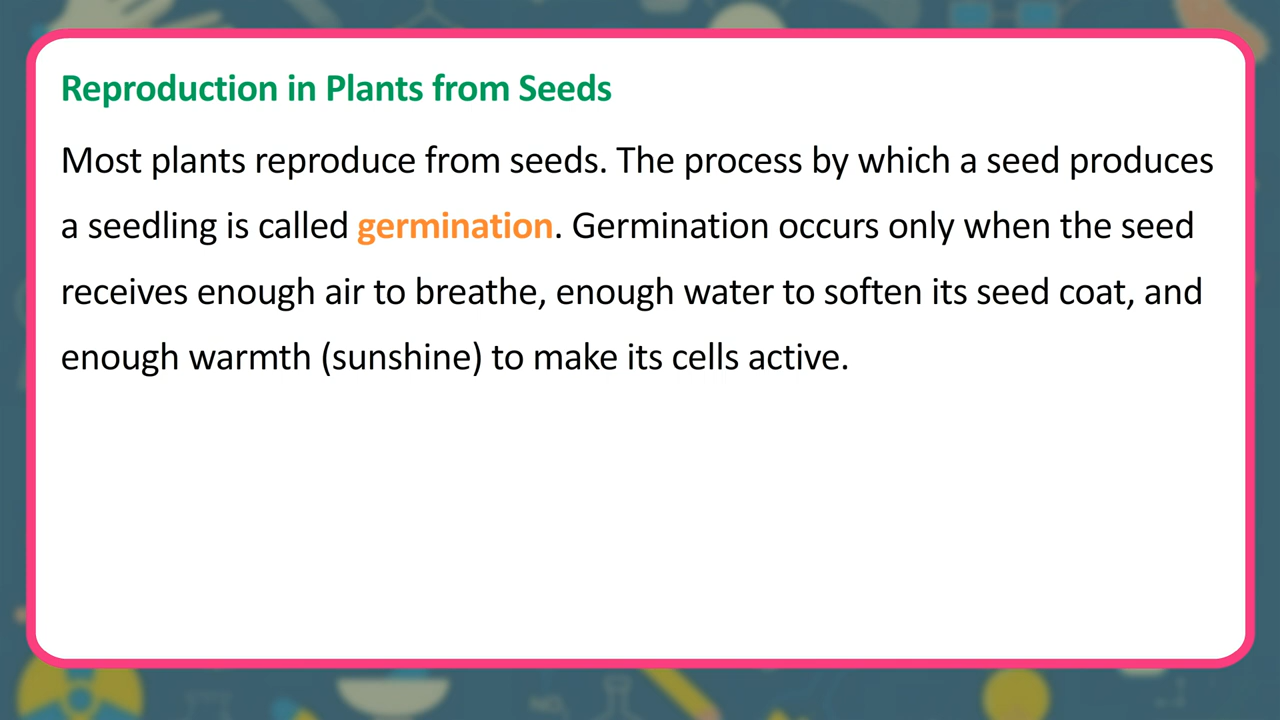 Reproduction in Plants from Seeds
Most plants reproduce from seeds. The process by which a seed produces
a seedling is called germination. Germination occurs only when the seed
receives enough air to breathe, enough water to soften its seed coat, and
enough warmth (sunshine) to make its cells active.